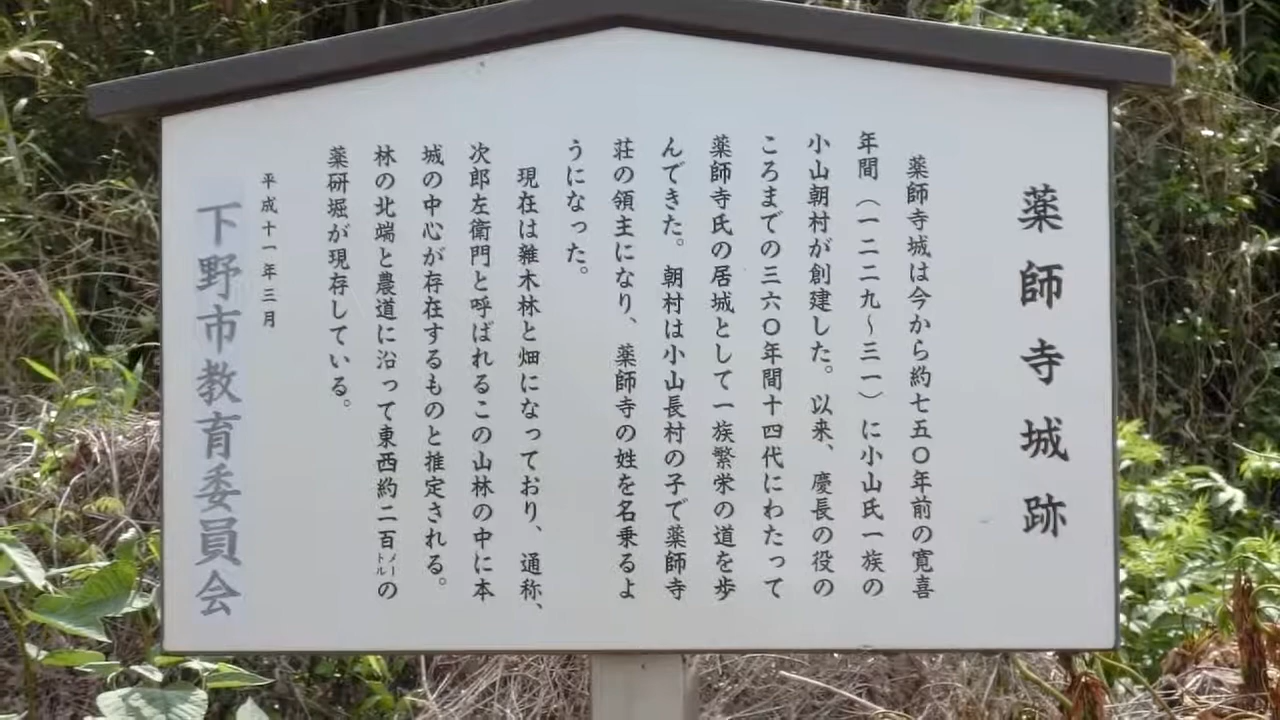 薬師寺城跡
薬師寺城は今から約七五〇年前の寛喜
年間（一二二九～三一）に小山氏一族の
小山朝村が創建した。以来、慶長の役の
ころまでの三六〇年間十四代にわたって
薬師寺氏の居城として一族繁栄の道を歩
んできた。朝村は小山長村の子で薬師寺
荘の領主になり、薬師寺の姓を名乗るよ
うになった。
現在は雑木林と畑になっており、通称、
次郎左衛門と呼ばれるこの山林の中に本
城の中心が存在するものと推定される。
林の北端と農道に沿って東西約二百メートルの
薬研堀が現存している。
平成十一年三月
下野市教育委員会